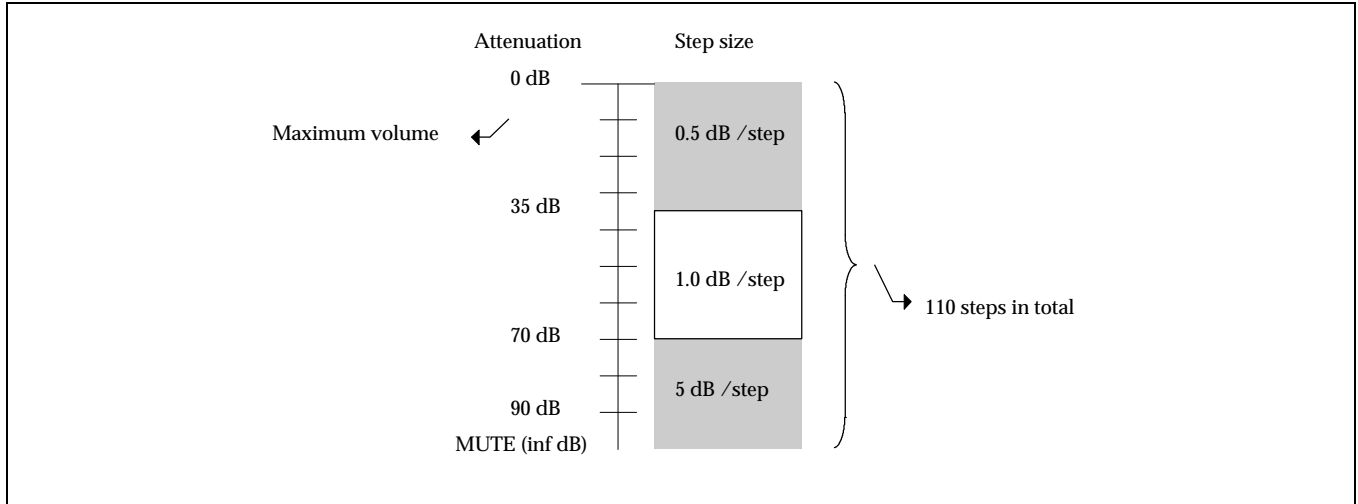 Attenuation
Step size
0 dB
Maximum volume
0.5 dB /step
35 dB
1.0 dB /step
110 steps in total
70 dB
5 dB /step
90 dB
MUTE (inf dB)